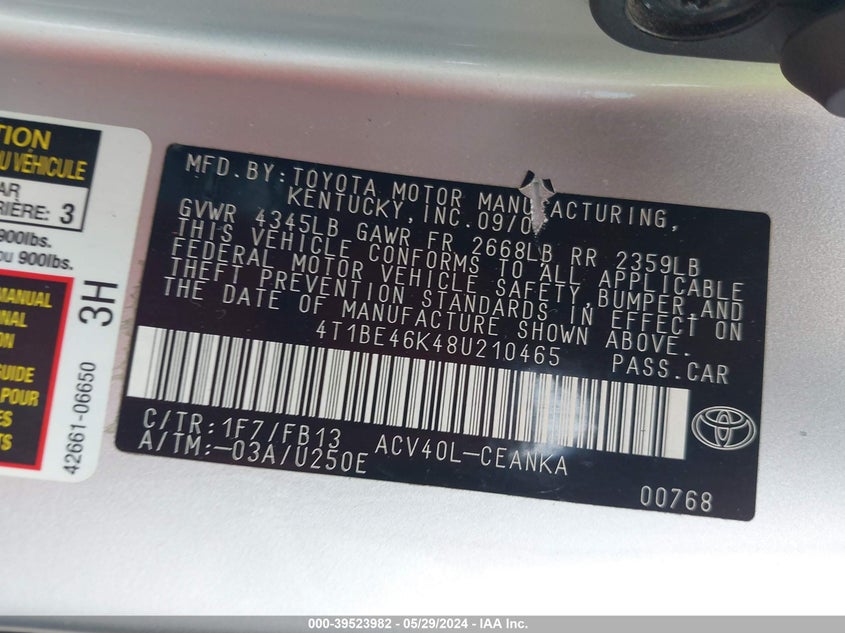 TION
DU VÉHICULE
AR
RIÈRE: 3
900lbs.
ou 900lbs.
MANUAL
ONAL
ON
GUIDE
POUR
ES
TS
3H
42661-06650
MFD.BY:TOYOTA MOTOR MANUFACTURING,
KENTUCKY,INC.09/0
GVWR 4345LB GAWR FR 2668LB RR 2359LB
THIS VEHICLE CONFORMS TO ALL APPLICABLE
FEDERAL MOTOR VEHICLE SAFETY,BUMPER,AND
THEFT PREVENTION STANDARDS IN EFFECT ON
THE DATE OF MANUFACTURE SHOWN ABOVE.
4T1BE46K48U210465 PASS.CAR
C/TR:1F7/FB13 ACV40L-CEANKA
A/TM:-03A/U250E
00768
000-39523982 - 05/29/2024 - IAA Inc.